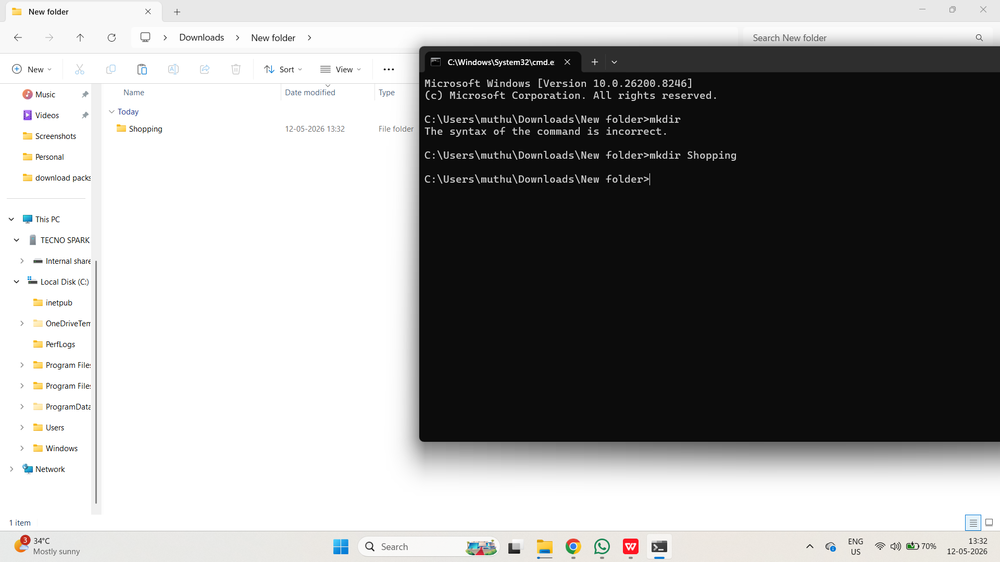 New folder
Downloads
New folder
Search New folder
New
Sort
View
C:\Windows\System32\cmd.e
Music
Videos
Screenshots
Personal
download packs
This PC
TECNO SPARK
Internal share
Local Disk (C:)
inetpub
OneDriveTem
PerfLogs
Program Files
Program Files
ProgramData
Users
Windows
Network
Name Date modified Type
Today
Shopping 12-05-2026 13:32 File folder
Microsoft Windows [Version 10.0.26200.8246]
(c) Microsoft Corporation. All rights reserved.
C:\Users\muthu\Downloads\New folder>mkdir
The syntax of the command is incorrect.
C:\Users\muthu\Downloads\New folder>mkdir Shopping
C:\Users\muthu\Downloads\New folder>
1 item
3
34°C
Mostly sunny
Search
W
ENG
US
70%
13:32
12-05-2026